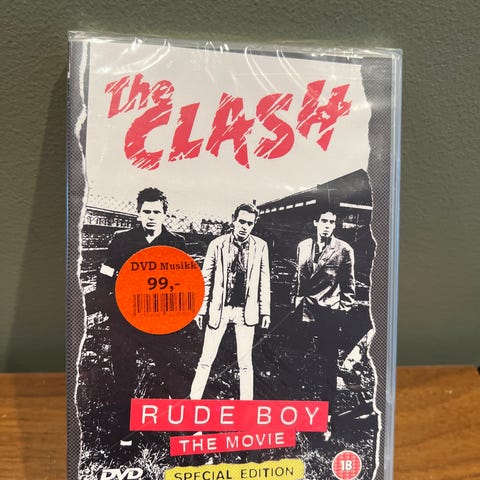 The
CLASH
DVD Musikk
99,-
RUDE BOY
THE MOVIE
18
DVD
SPECIAL EDITION